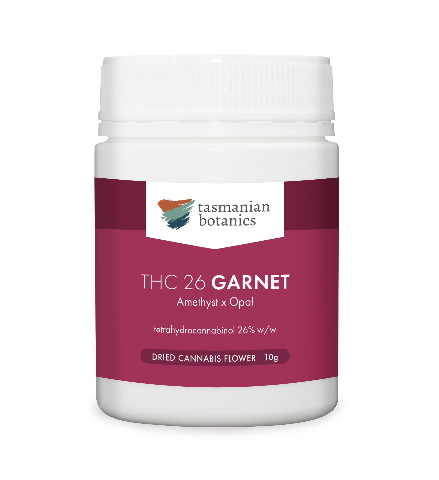 tasmanian
botanics
THC 26 GARNET
Amethyst x Opal
tetrahydrocannabinol 26% w/w
DRIED CANNABIS FLOWER 10g